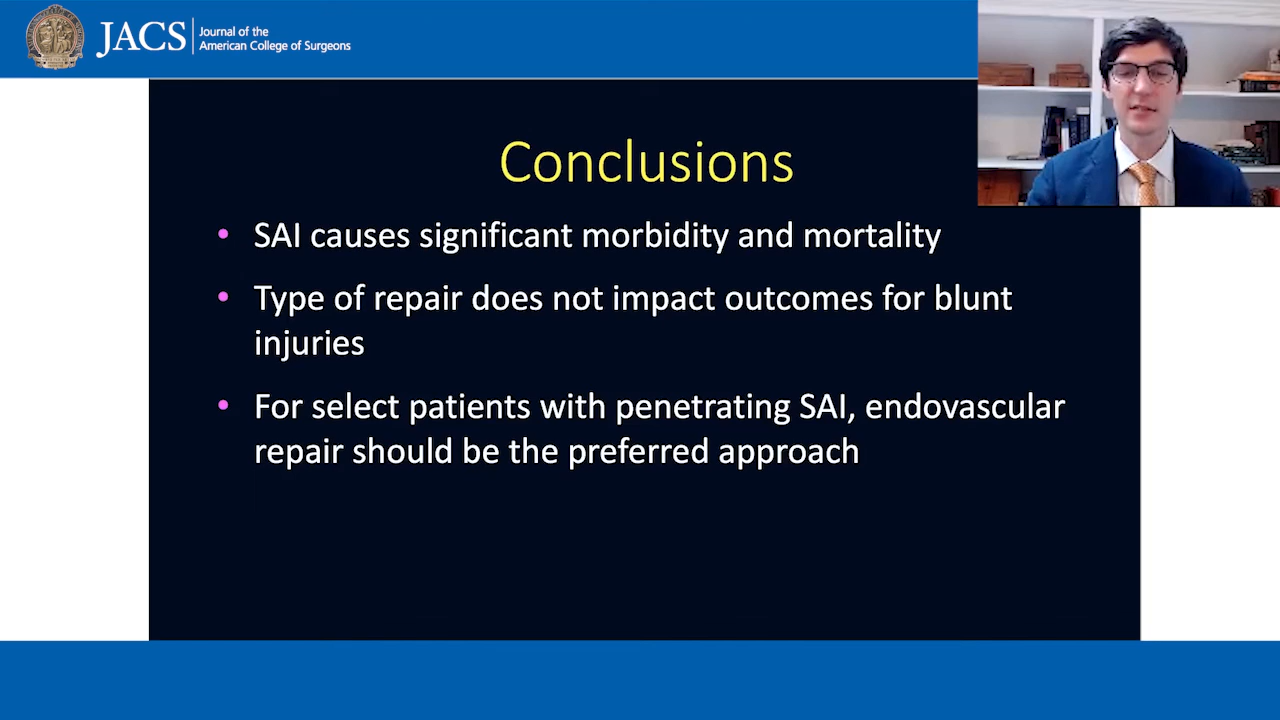 JACS
Journal of the
American College of Surgeons
Conclusions
• SAI causes significant morbidity and mortality
• Type of repair does not impact outcomes for blunt
injuries
• For select patients with penetrating SAI, endovascular
repair should be the preferred approach